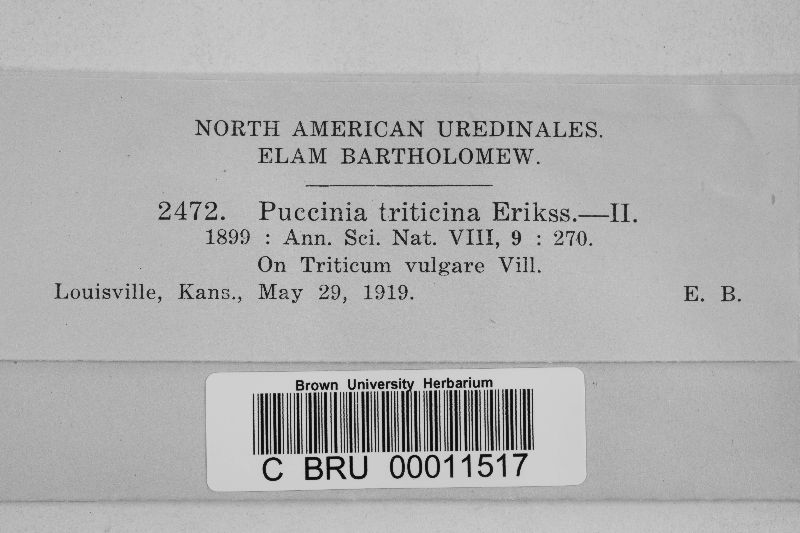 NORTH AMERICAN UREDINALES.
ELAM BARTHOLOMEW.
2472. Puccinia triticina Erikss.—II.
1899 : Ann. Sci. Nat. VIII, 9 : 270.
On Triticum vulgare Vill.
Louisville, Kans., May 29, 1919. E. B.
Brown University Herbarium
C BRU 00011517